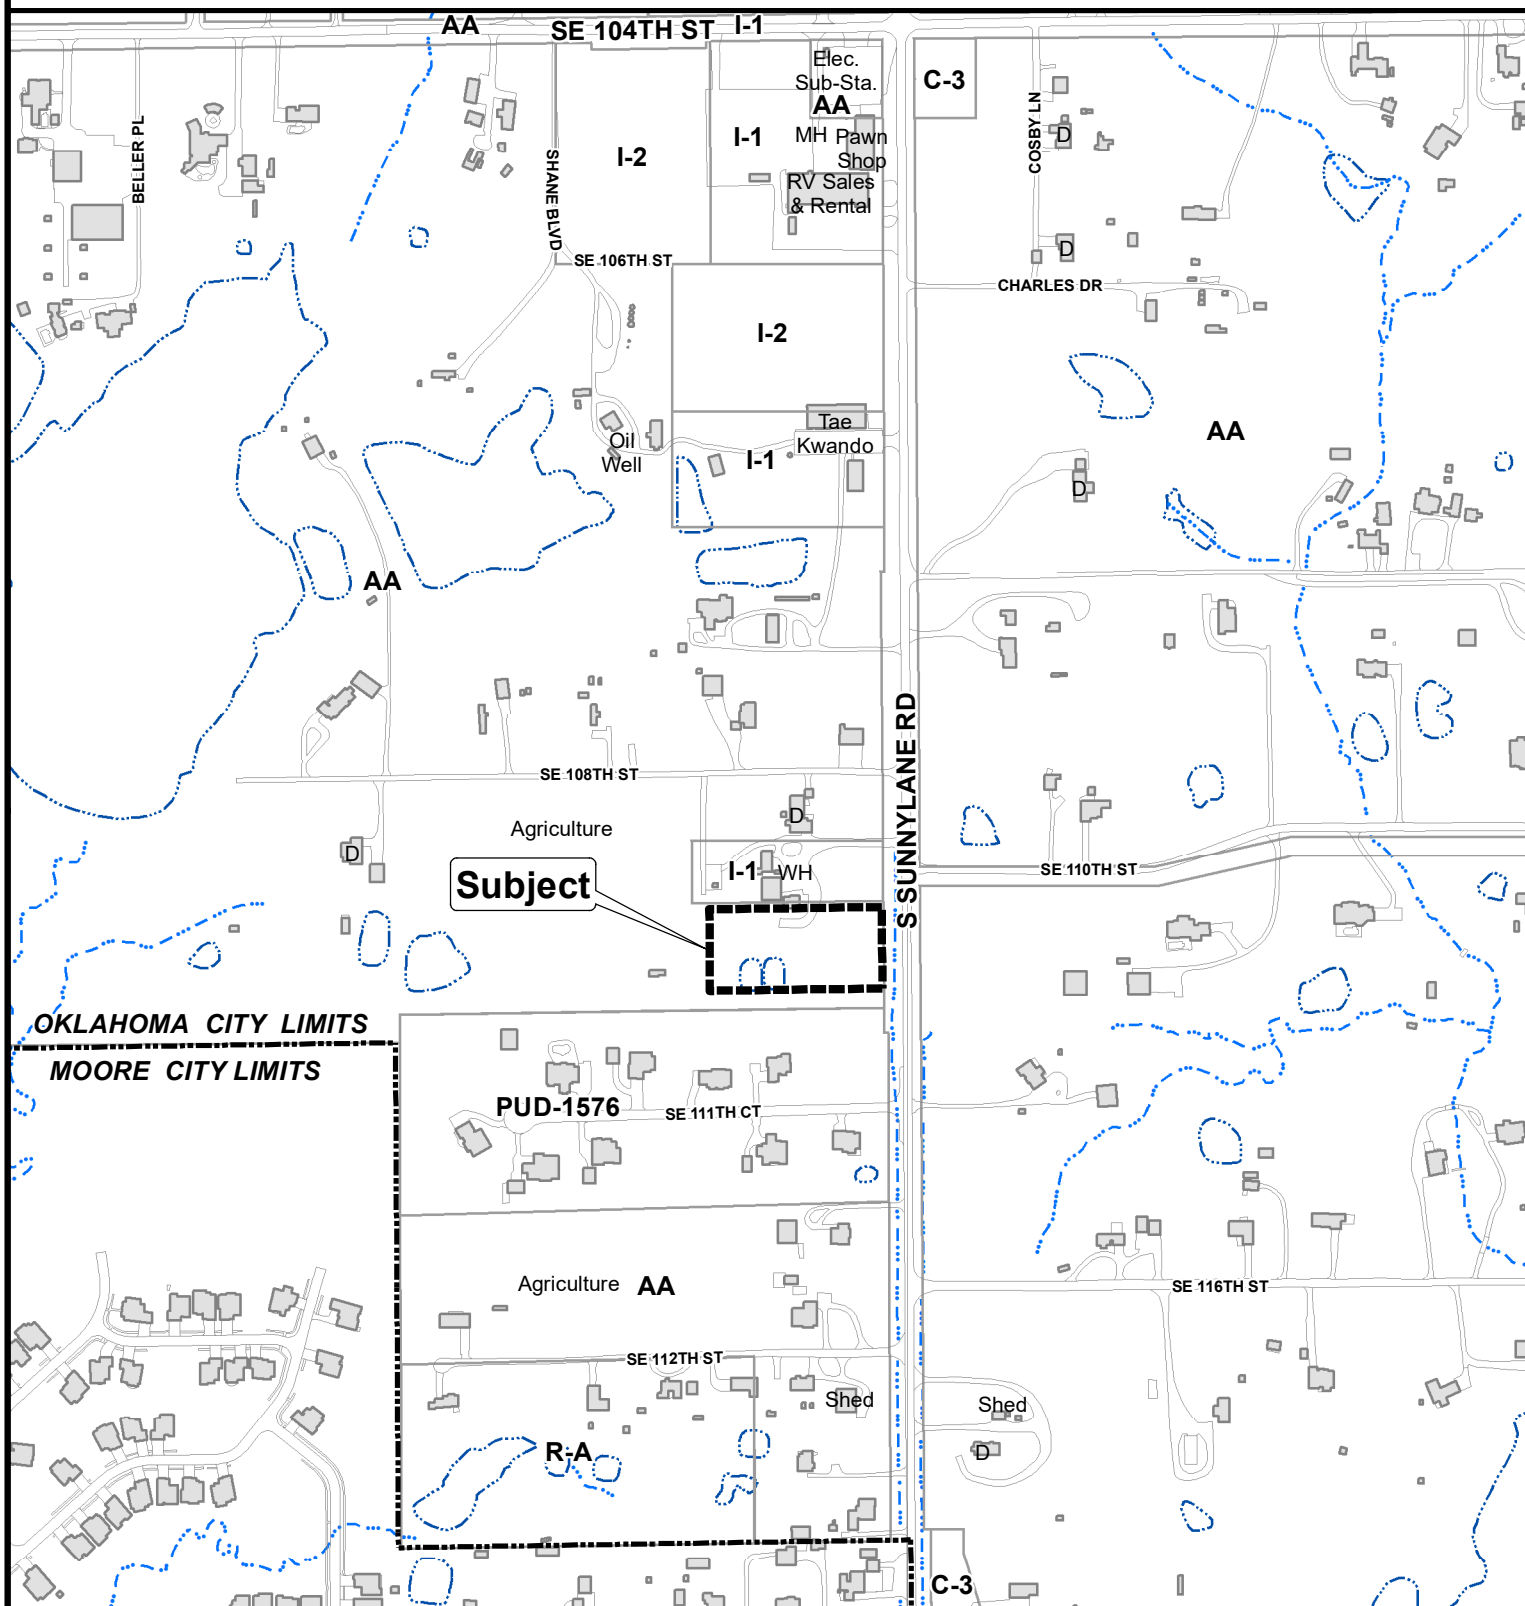 AA
SE 104TH ST
I-1
Elec.
Sub-Sta.
AA
C-3
BELLER PL
SHANE BLVD
I-2
I-1
MH
Pawn
Shop
RV Sales
& Rental
COSBY LN
D
D
SE 106TH ST
CHARLES DR
I-2
Oil
Well
Tae
Kwando
I-1
AA
D
AA
S SUNNYLANE RD
SE 108TH ST
Agriculture
D
D
Subject
I-1
WH
SE 110TH ST
OKLAHOMA CITY LIMITS
MOORE CITY LIMITS
PUD-1576
SE 111TH CT
Agriculture
AA
SE 116TH ST
SE 112TH ST
Shed
Shed
D
R-A
C-3